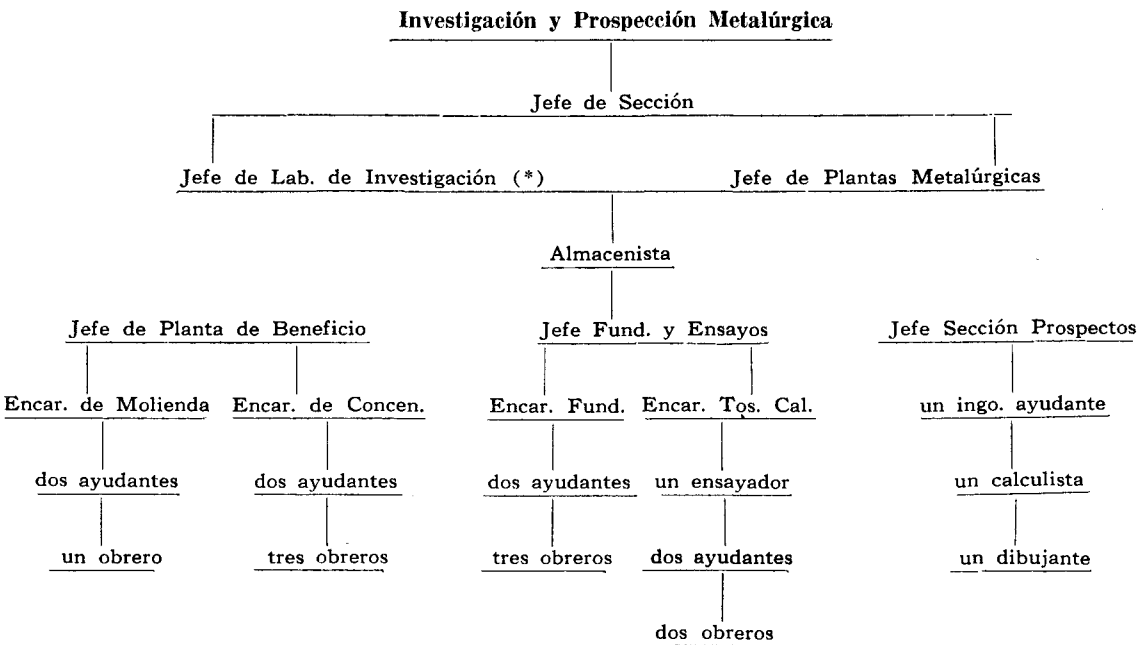 Investigación y Prospección Metalúrgica
Jefe de Sección
Jefe de Lab. de Investigación (*) Jefe de Plantas Metalúrgicas
Almacenista
Jefe de Planta de Beneficio Jefe Fund. y Ensayos Jefe Sección Prospectos
Encar. de Molienda Encar. de Concen. Encar. Fund. Encar. Tos. Cal. un ingo. ayudante
dos ayudantes dos ayudantes dos ayudantes un ensayador un calculista
un obrero tres obreros tres obreros dos ayudantes un dibujante
dos obreros